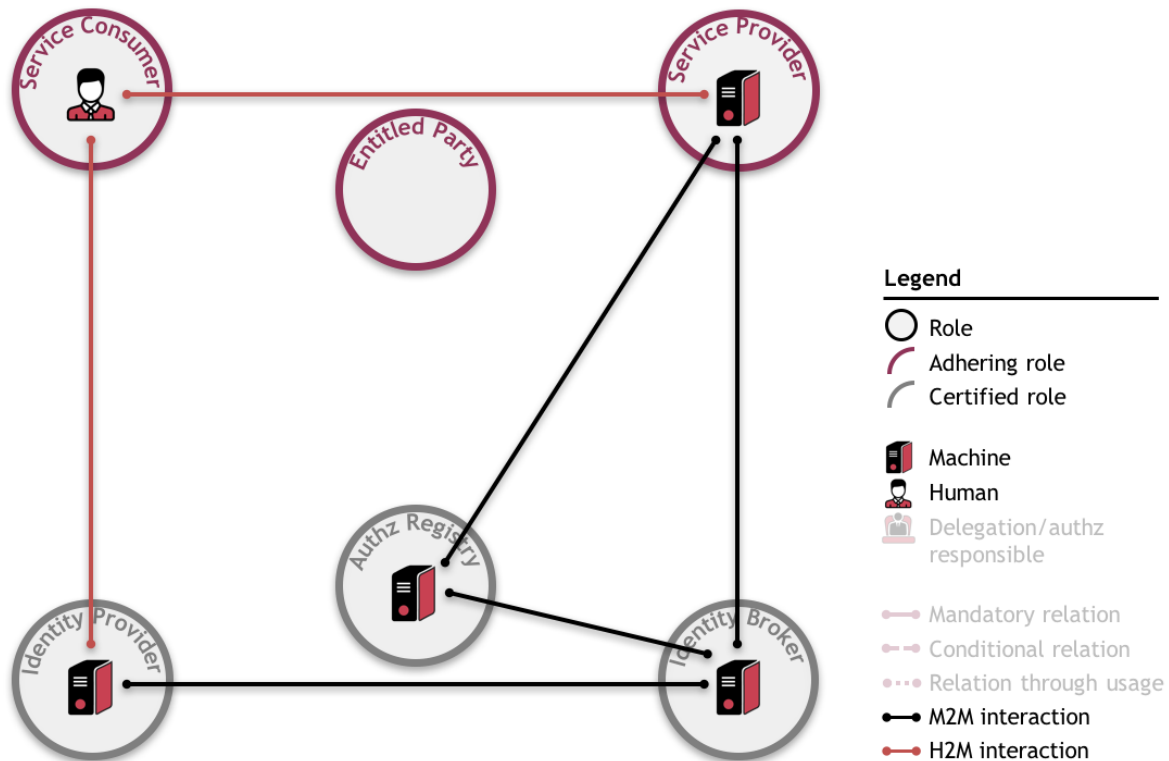 Service Consumer
Service Provider
Entitled Party
Authz Registry
Identity Provider
Identity Broker
Legend
Role
Adhering role
Certified role
Machine
Human
Delegation/authz
responsible
Mandatory relation
Conditional relation
Relation through usage
M2M interaction
H2M interaction